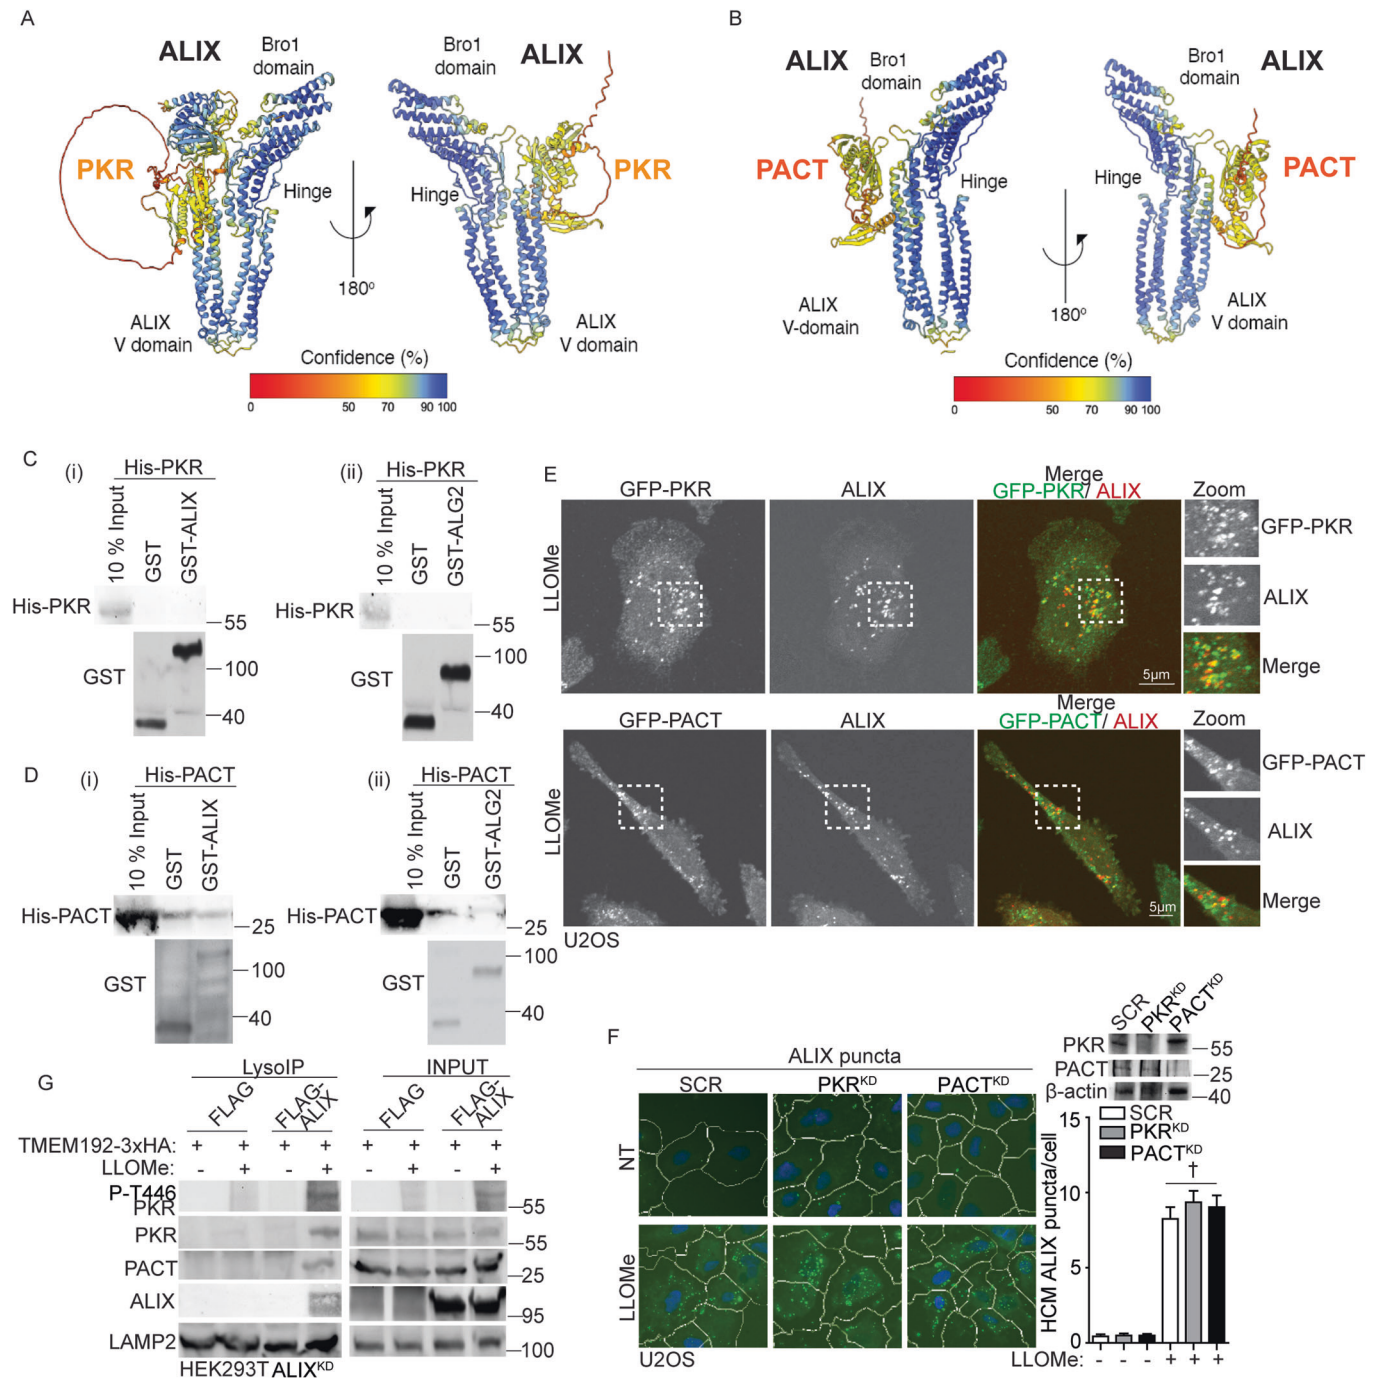 A
ALIX
Bro1
domain
Bro1
domain
ALIX
PKR
Hinge
Hinge
PKR
180°
ALIX
V domain
ALIX
V domain
Confidence (%)
0 50 70 90 100
B
ALIX
Bro1
domain
Bro1
domain
ALIX
PACT
Hinge
Hinge
PACT
180°
ALIX
V-domain
ALIX
V domain
Confidence (%)
0 50 70 90 100
C
(i)
His-PKR
10 % Input
GST
GST-ALIX
His-PKR
55
GST
100
40
(ii)
His-PKR
10 % Input
GST
GST-ALG2
His-PKR
55
GST
100
40
D
(i)
His-PACT
10 % Input
GST
GST-ALIX
His-PACT
25
GST
100
40
(ii)
His-PACT
10 % Input
GST
GST-ALG2
His-PACT
25
GST
100
40
E
GFP-PKR
ALIX
Merge
GFP-PKR/ ALIX
Zoom
LLOMe
GFP-PKR
ALIX
Merge
5µm
GFP-PACT
ALIX
Merge
GFP-PACT/ ALIX
Zoom
LLOMe
GFP-PACT
ALIX
Merge
5µm
U2OS
F
ALIX puncta
SCR
PKRKD
PACTKD
NT
LLOMe
U2OS
SCR
PKRKD
PACTKD
PKR
55
PACT
25
β-actin
40
SCR
PKRKD
PACTKD
HCM ALIX puncta/cell
15
10
5
0
†
LLOMe: - - - + + +
G
LysoIP
INPUT
FLAG
FLAG-
ALIX
FLAG
FLAG-
ALIX
TMEM192-3xHA: + + + + + + + +
LLOMe: - + - + - + - +
P-T446
PKR
55
PKR
55
PACT
25
ALIX
95
LAMP2
100
HEK293T ALIXKD